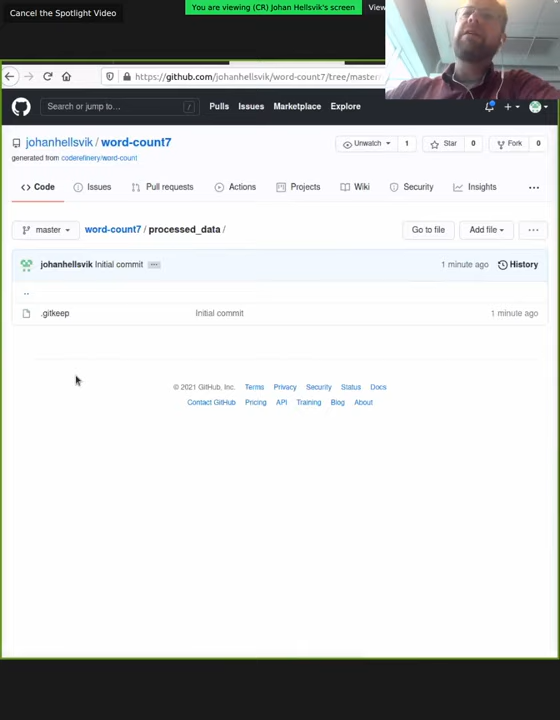 Cancel the Spotlight Video
You are viewing (CR) Johan Hellsvik's screen
View
https://github.com/johanhellsvik/word-count7/tree/master
Search or jump to…
/
Pulls
Issues
Marketplace
Explore
johanhellsvik / word-count7
generated from coderefinery/word-count
Unwatch
1
Star
0
Fork
0
Code
Issues
Pull requests
Actions
Projects
Wiki
Security
Insights
master
word-count7 / processed_data /
Go to file
Add file
johanhellsvik Initial commit
1 minute ago
History
..
.gitkeep
Initial commit
1 minute ago
© 2021 GitHub, Inc.
Terms
Privacy
Security
Status
Docs
Contact GitHub
Pricing
API
Training
Blog
About